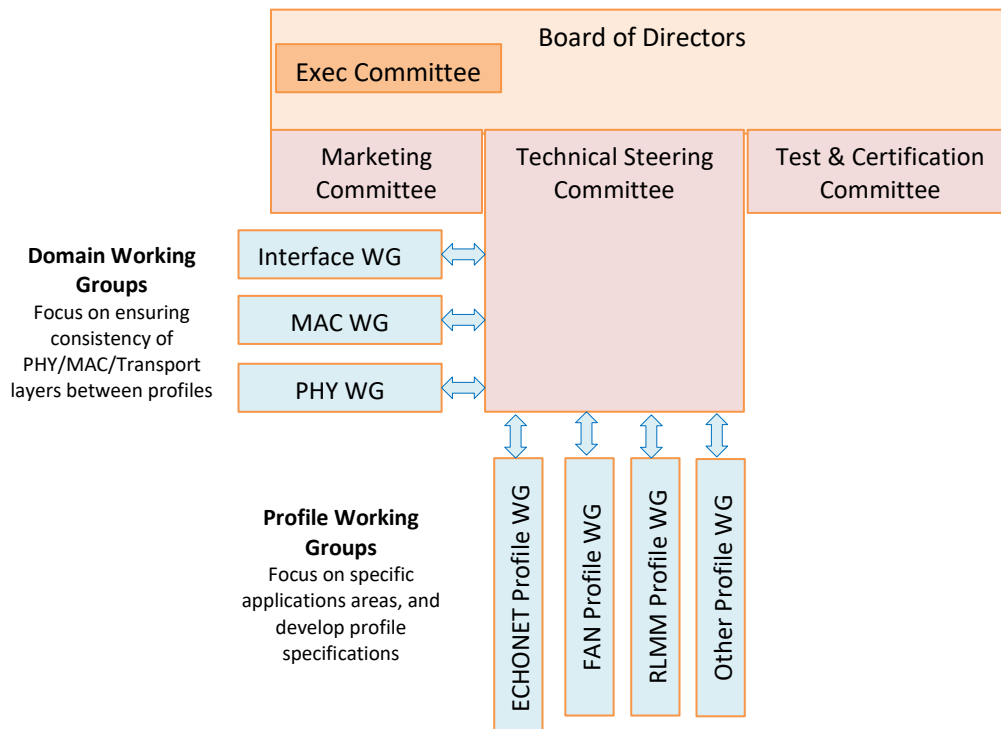 Board of Directors
Exec Committee
Marketing
Committee
Technical Steering
Committee
Test & Certification
Committee
Domain Working
Groups
Focus on ensuring
consistency of
PHY/MAC/Transport
layers between profiles
Interface WG
MAC WG
PHY WG
Profile Working
Groups
Focus on specific
applications areas, and
develop profile
specifications
ECHONET Profile WG
FAN Profile WG
RLMM Profile WG
Other Profile WG